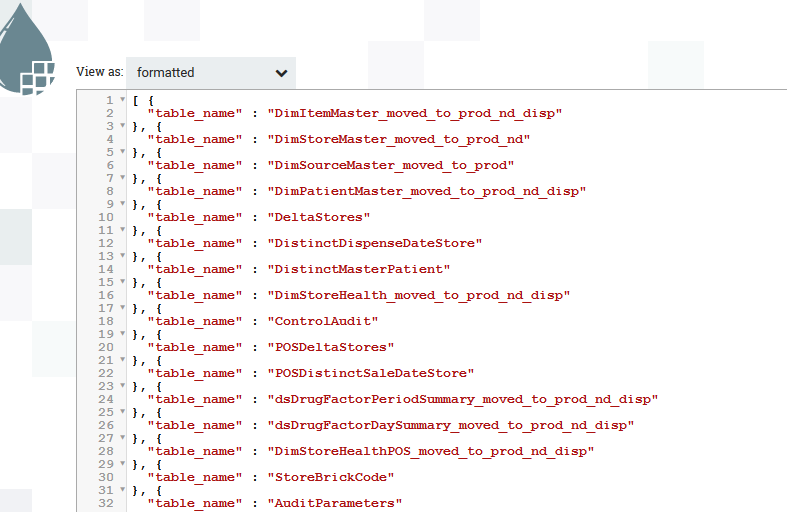 View as: formatted
1 [ {
2 "table_name" : "DimItemMaster_moved_to_prod_nd_disp"
3 }, {
4 "table_name" : "DimStoreMaster_moved_to_prod_nd"
5 }, {
6 "table_name" : "DimSourceMaster_moved_to_prod"
7 }, {
8 "table_name" : "DimPatientMaster_moved_to_prod_nd_disp"
9 }, {
10 "table_name" : "DeltaStores"
11 }, {
12 "table_name" : "DistinctDispenseDateStore"
13 }, {
14 "table_name" : "DistinctMasterPatient"
15 }, {
16 "table_name" : "DimStoreHealth_moved_to_prod_nd_disp"
17 }, {
18 "table_name" : "ControlAudit"
19 }, {
20 "table_name" : "POSDeltaStores"
21 }, {
22 "table_name" : "POSDistinctSaleDateStore"
23 }, {
24 "table_name" : "dsDrugFactorPeriodSummary_moved_to_prod_nd_disp"
25 }, {
26 "table_name" : "dsDrugFactorDaySummary_moved_to_prod_nd_disp"
27 }, {
28 "table_name" : "DimStoreHealthPOS_moved_to_prod_nd_disp"
29 }, {
30 "table_name" : "StoreBrickCode"
31 }, {
32 "table_name" : "AuditParameters"